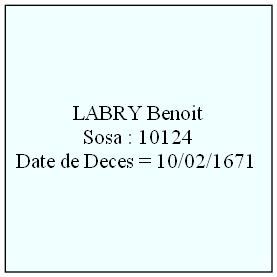 LABRY Benoit
Sosa : 10124
Date de Deces = 10/02/1671